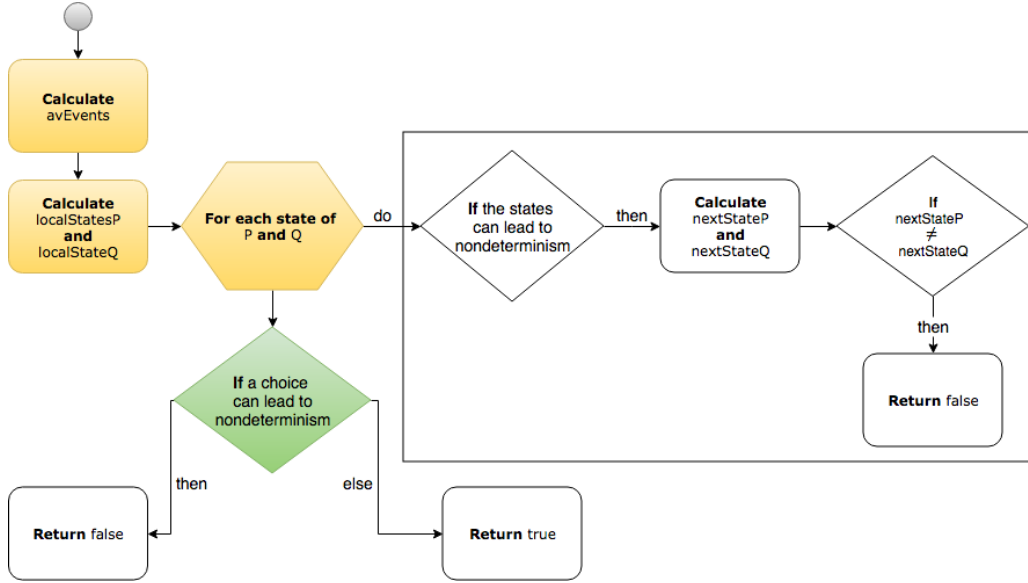 Calculate
avEvents
Calculate
localStatesP
and
localStateQ
For each state of
P and Q
do
If the states
can lead to
nondeterminism
then
Calculate
nextStateP
and
nextStateQ
If
nextStateP
≠
nextStateQ
then
Return false
If a choice
can lead to
nondeterminism
then
else
Return false
Return true